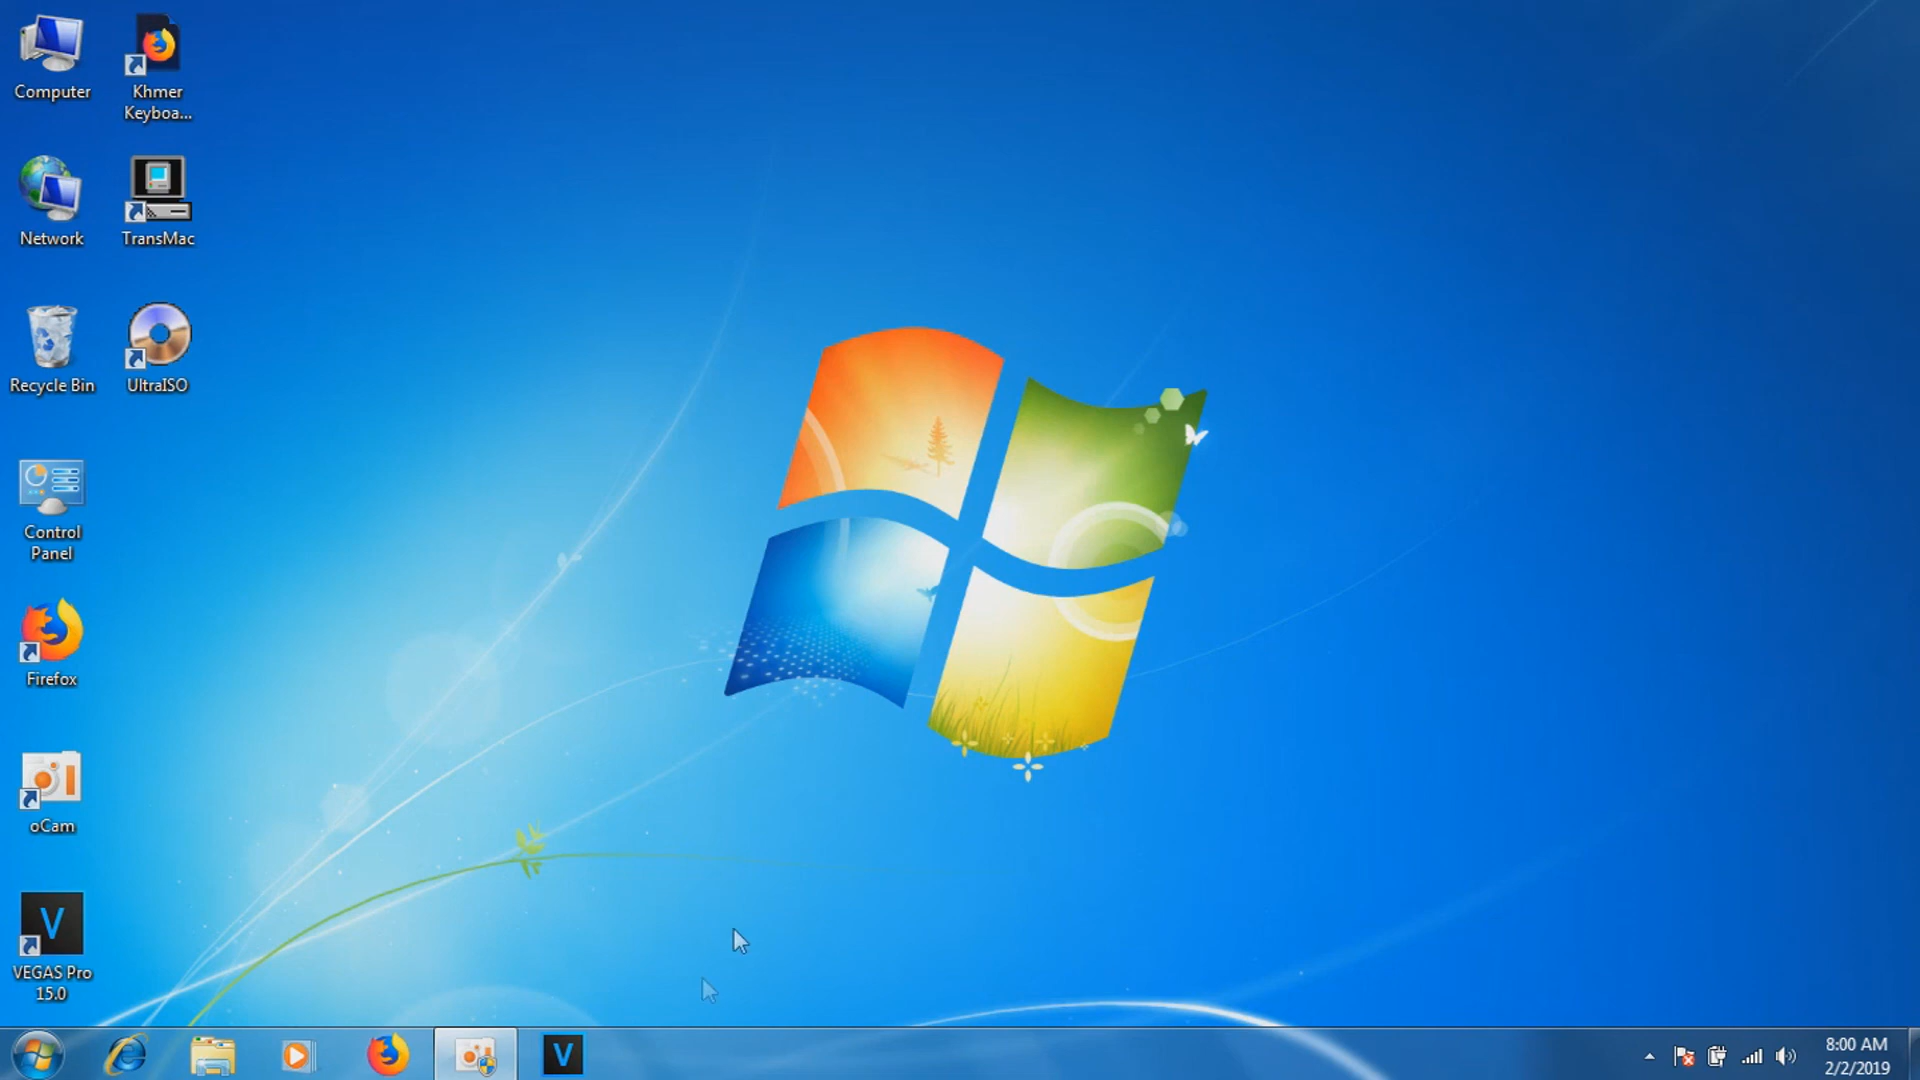 Computer
Khmer
Keyboa...
Network
TransMac
Recycle Bin
UltraISO
Control
Panel
Firefox
oCam
V
VEGAS Pro
15.0
V
8:00 AM
2/2/2019